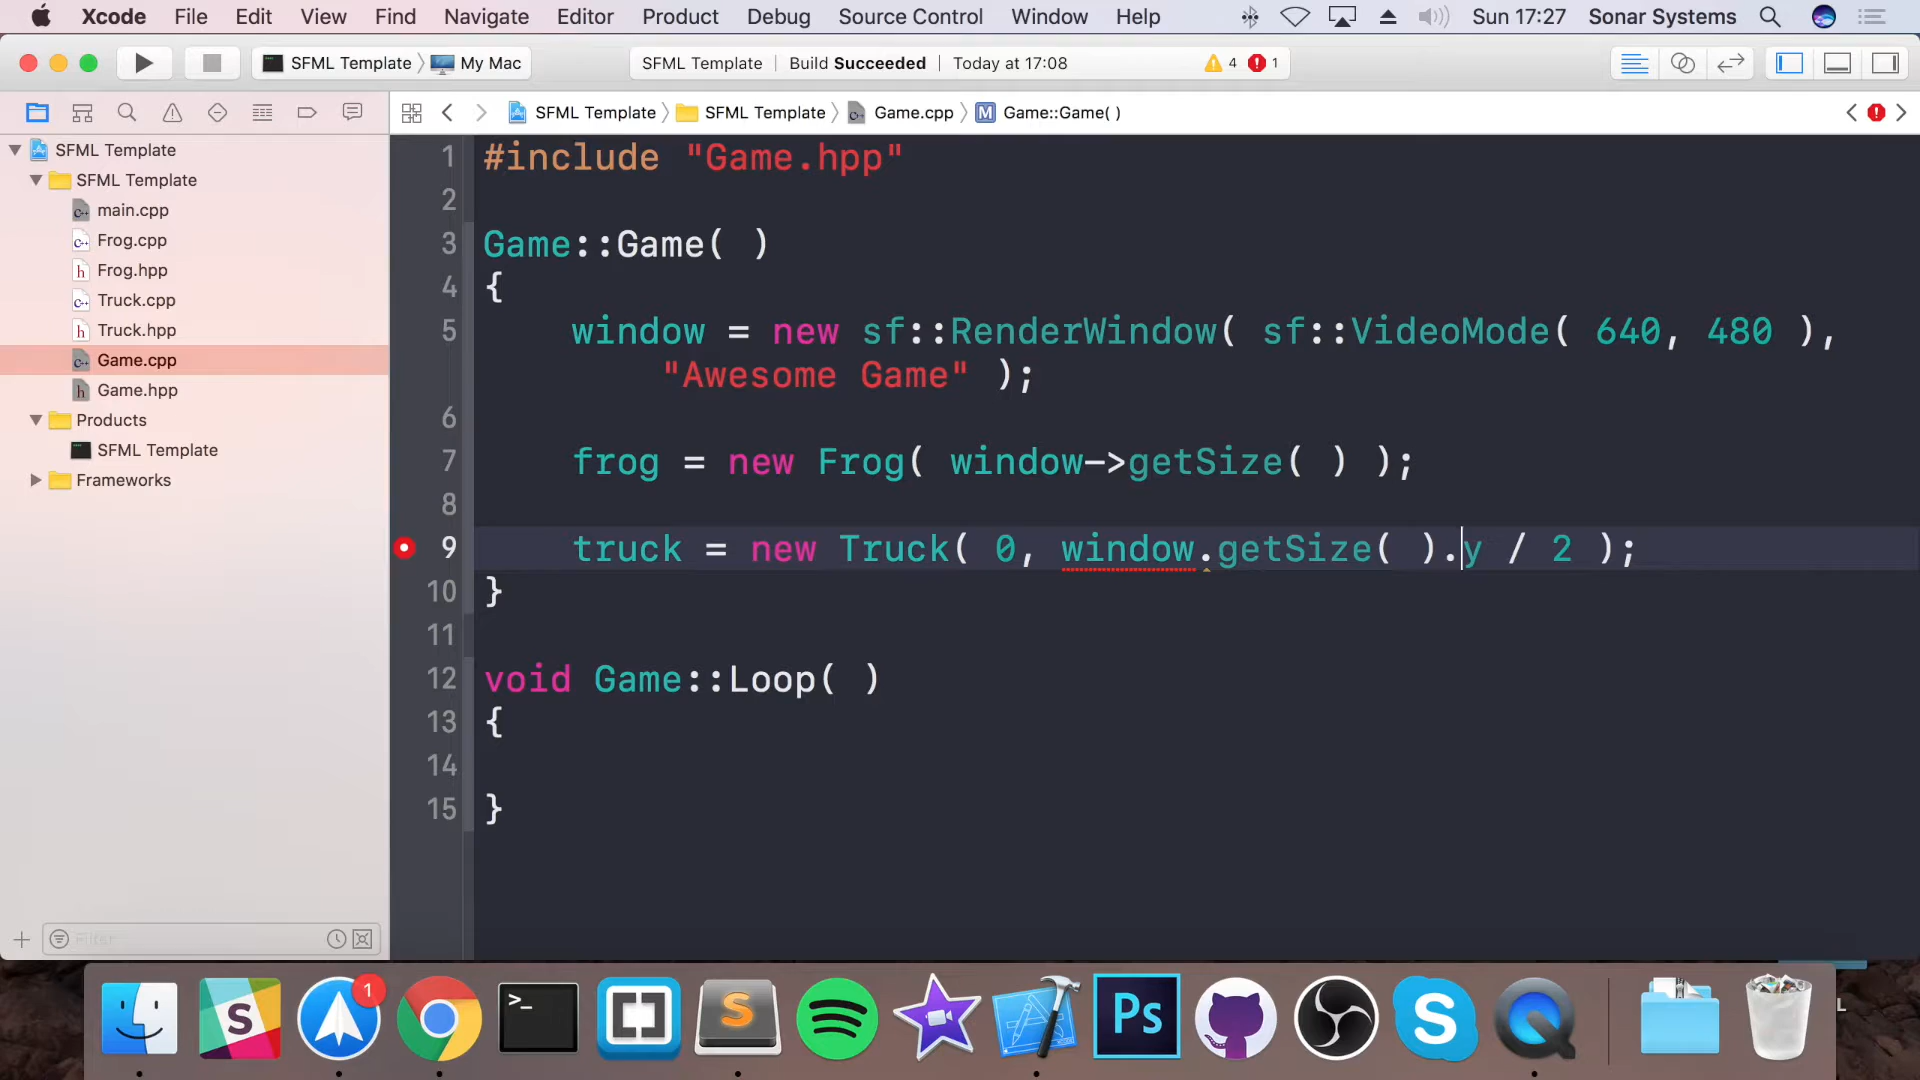 Xcode File Edit View Find Navigate Editor Product Debug Source Control Window Help Sun 17:27 Sonar Systems
SFML Template My Mac SFML Template Build Succeeded Today at 17:08 4 1
SFML Template SFML Template Game.cpp M Game::Game( )
SFML Template
SFML Template
main.cpp
Frog.cpp
Frog.hpp
Truck.cpp
Truck.hpp
Game.cpp
Game.hpp
Products
SFML Template
Frameworks
Filter
1 #include "Game.hpp"
2
3 Game::Game( )
4 {
5 window = new sf::RenderWindow( sf::VideoMode( 640, 480 ),
"Awesome Game" );
6
7 frog = new Frog( window->getSize( ) );
8
9 truck = new Truck( 0, window.getSize( ).y / 2 );
10 }
11
12 void Game::Loop( )
13 {
14
15 }
S 1 >_ S Ps S